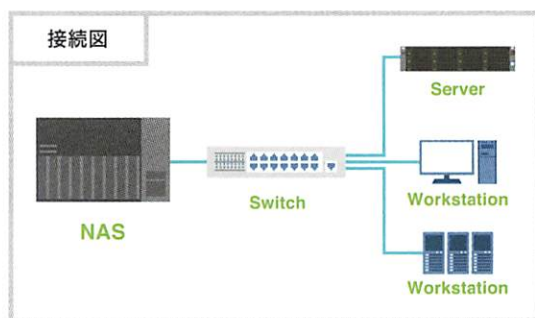 接続図
Server
NAS
Switch
Workstation
Workstation